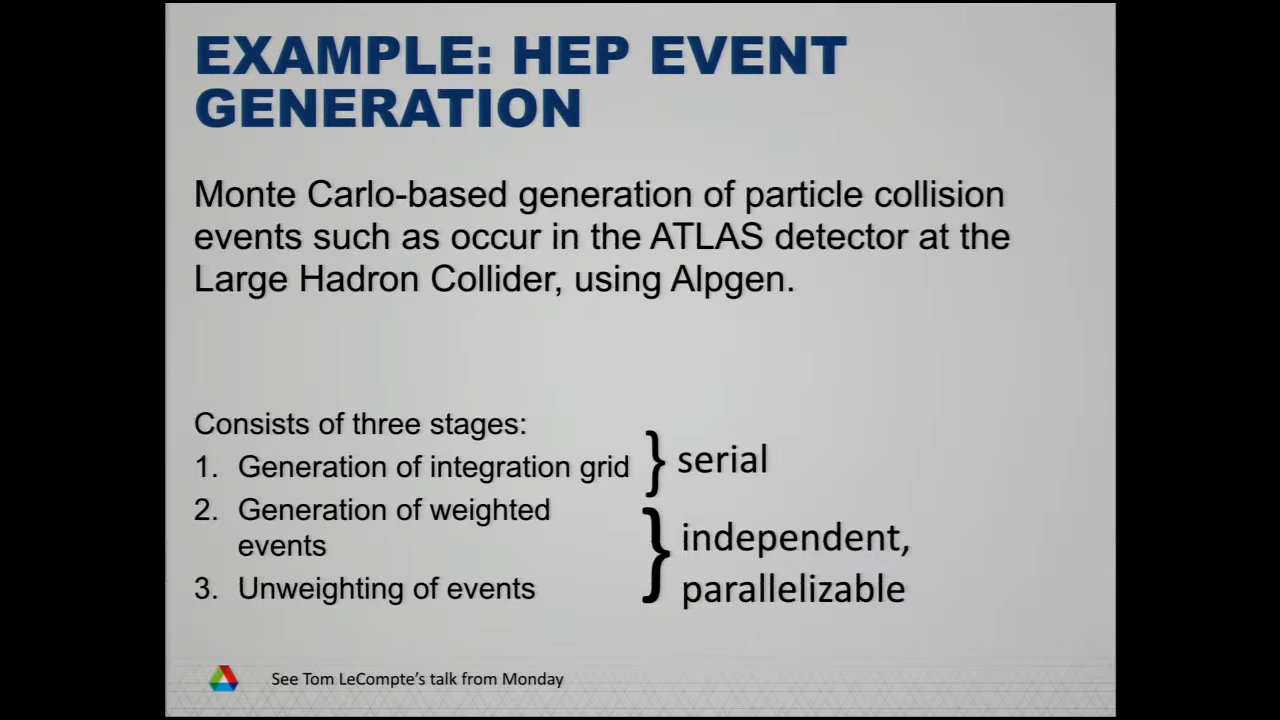 EXAMPLE: HEP EVENT
GENERATION
Monte Carlo-based generation of particle collision
events such as occur in the ATLAS detector at the
Large Hadron Collider, using Alpgen.
Consists of three stages:
1. Generation of integration grid
} serial
2. Generation of weighted
events
3. Unweighting of events
} independent,
parallelizable
See Tom LeCompte's talk from Monday